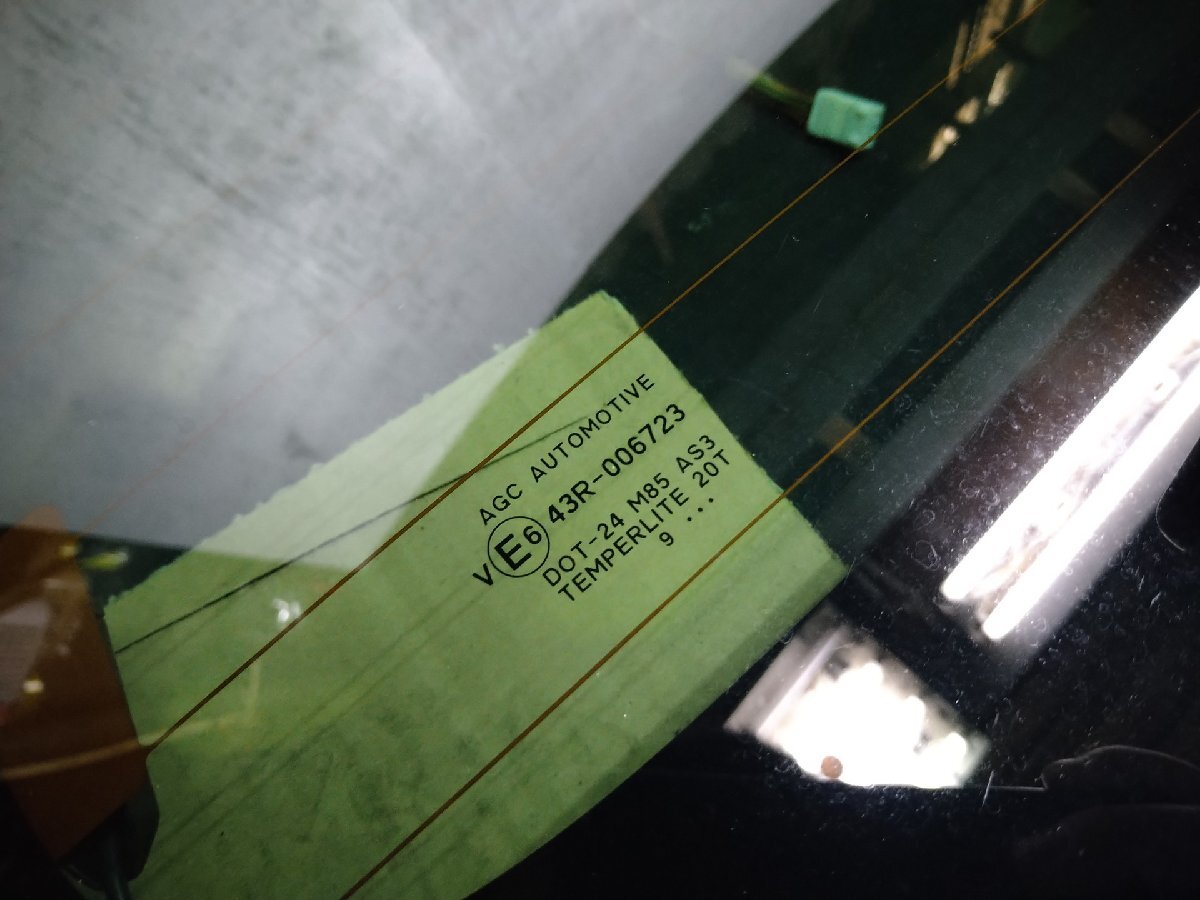 AGC AUTOMOTIVE
V E6 43R-006723
DOT-24 M85 AS3
TEMPERLITE 20T
9 ...